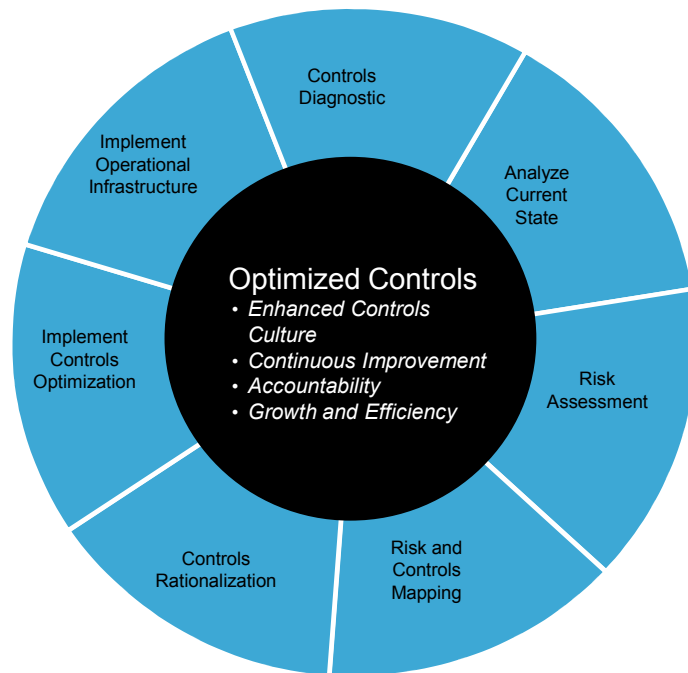 Controls
Diagnostic
Analyze
Current
State
Risk
Assessment
Risk and
Controls
Mapping
Controls
Rationalization
Implement
Controls
Optimization
Implement
Operational
Infrastructure
Optimized Controls
• Enhanced Controls
Culture
• Continuous Improvement
• Accountability
• Growth and Efficiency